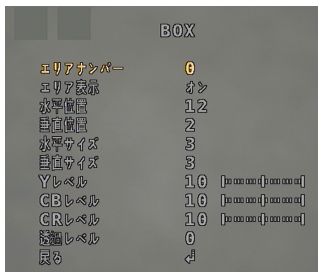 BOX
エリアナンバー 0
エリア表示 オン
水平位置 12
垂直位置 2
水平サイズ 3
垂直サイズ 3
Yレベル 10
CBレベル 10
CRレベル 10
透過レベル 0
戻る ↲